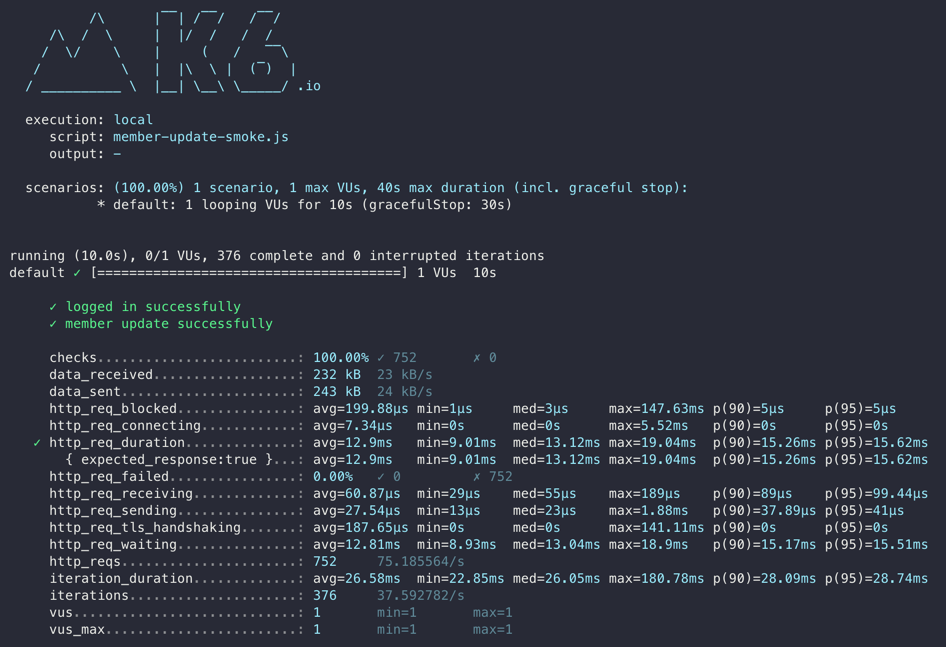 .io
execution: local
script: member-update-smoke.js
output: -
scenarios: (100.00%) 1 scenario, 1 max VUs, 40s max duration (incl. graceful stop):
* default: 1 looping VUs for 10s (gracefulStop: 30s)
running (10.0s), 0/1 VUs, 376 complete and 0 interrupted iterations
default ✓ [======================================] 1 VUs  10s
✓ logged in successfully
✓ member update successfully
checks.........................: 100.00% ✓ 752       ✗ 0
data_received..................: 232 kB  23 kB/s
data_sent......................: 243 kB  24 kB/s
http_req_blocked...............: avg=199.88µs min=1µs     med=3µs     max=147.63ms p(90)=5µs     p(95)=5µs
http_req_connecting............: avg=7.34µs   min=0s      med=0s      max=5.52ms   p(90)=0s      p(95)=0s
✓ http_req_duration..............: avg=12.9ms   min=9.01ms  med=13.12ms max=19.04ms  p(90)=15.26ms p(95)=15.62ms
{ expected_response:true }...: avg=12.9ms   min=9.01ms  med=13.12ms max=19.04ms  p(90)=15.26ms p(95)=15.62ms
http_req_failed................: 0.00%   ✓ 0         ✗ 752
http_req_receiving.............: avg=60.87µs  min=29µs    med=55µs    max=189µs    p(90)=89µs    p(95)=99.44µs
http_req_sending...............: avg=27.54µs  min=13µs    med=23µs    max=1.88ms   p(90)=37.89µs p(95)=41µs
http_req_tls_handshaking.......: avg=187.65µs min=0s      med=0s      max=141.11ms p(90)=0s      p(95)=0s
http_req_waiting...............: avg=12.81ms  min=8.93ms  med=13.04ms max=18.9ms   p(90)=15.17ms p(95)=15.51ms
http_reqs......................: 752     75.185564/s
iteration_duration.............: avg=26.58ms  min=22.85ms med=26.05ms max=180.78ms p(90)=28.09ms p(95)=28.74ms
iterations.....................: 376     37.592782/s
vus............................: 1       min=1       max=1
vus_max........................: 1       min=1       max=1